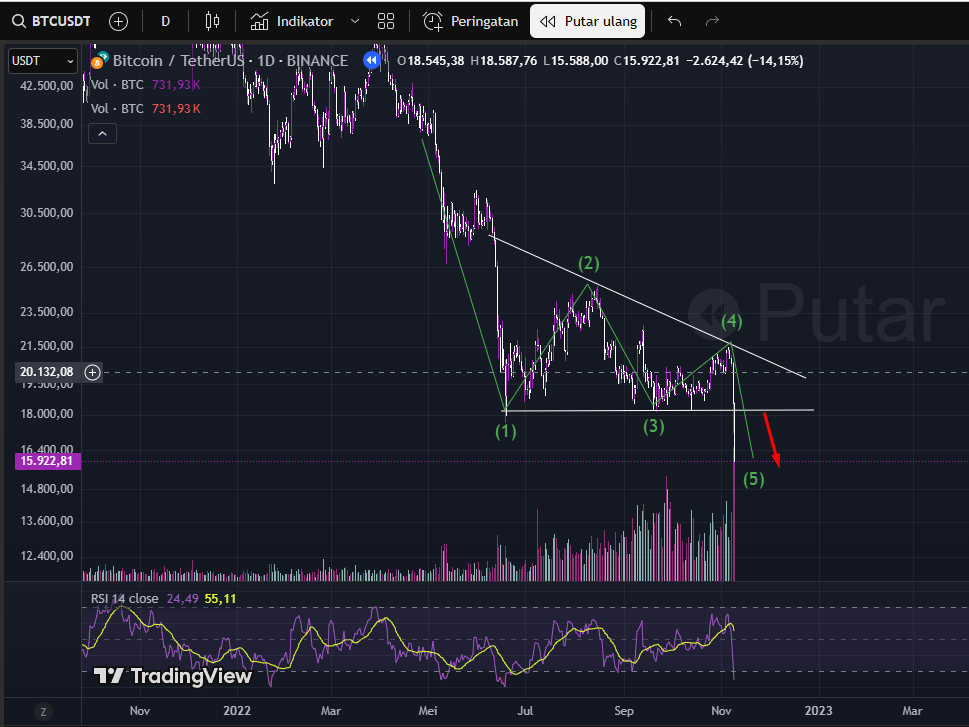 BTCUSDT D Indikator Peringatan Putar ulang
USDT Bitcoin / TetherUS · 1D · BINANCE O18.545,38 H18.587,76 L15.588,00 C15.922,81 −2.624,42 (−14,15%)
Vol · BTC 731,93K
Vol · BTC 731,93K
42.500,00
38.500,00
34.500,00
30.500,00
26.500,00
23.500,00
21.500,00
20.132,08
19.500,00
18.000,00
16.400,00
15.922,81
14.800,00
13.600,00
12.400,00
Putar
(2)
(4)
(1)
(3)
(5)
RSI 14 close 24,49 55,11
TradingView
Z Nov 2022 Mar Mei Jul Sep Nov 2023 Mar